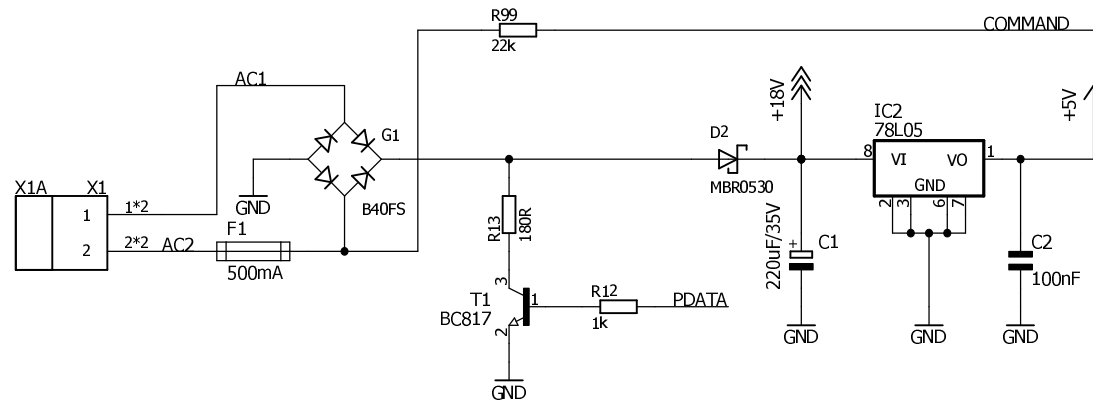 R99
22k
COMMAND
AC1
G1
B40FS
GND
X1A
X1
1
1*2
2
2*2
AC2
F1
500mA
R13
180R
3
T1
BC817
1
2
GND
R12
1k
PDATA
D2
MBR0530
+18V
220uF/35V
+
C1
GND
IC2
78L05
8
VI
VO
1
GND
2
3
6
7
GND
+5V
C2
100nF
GND